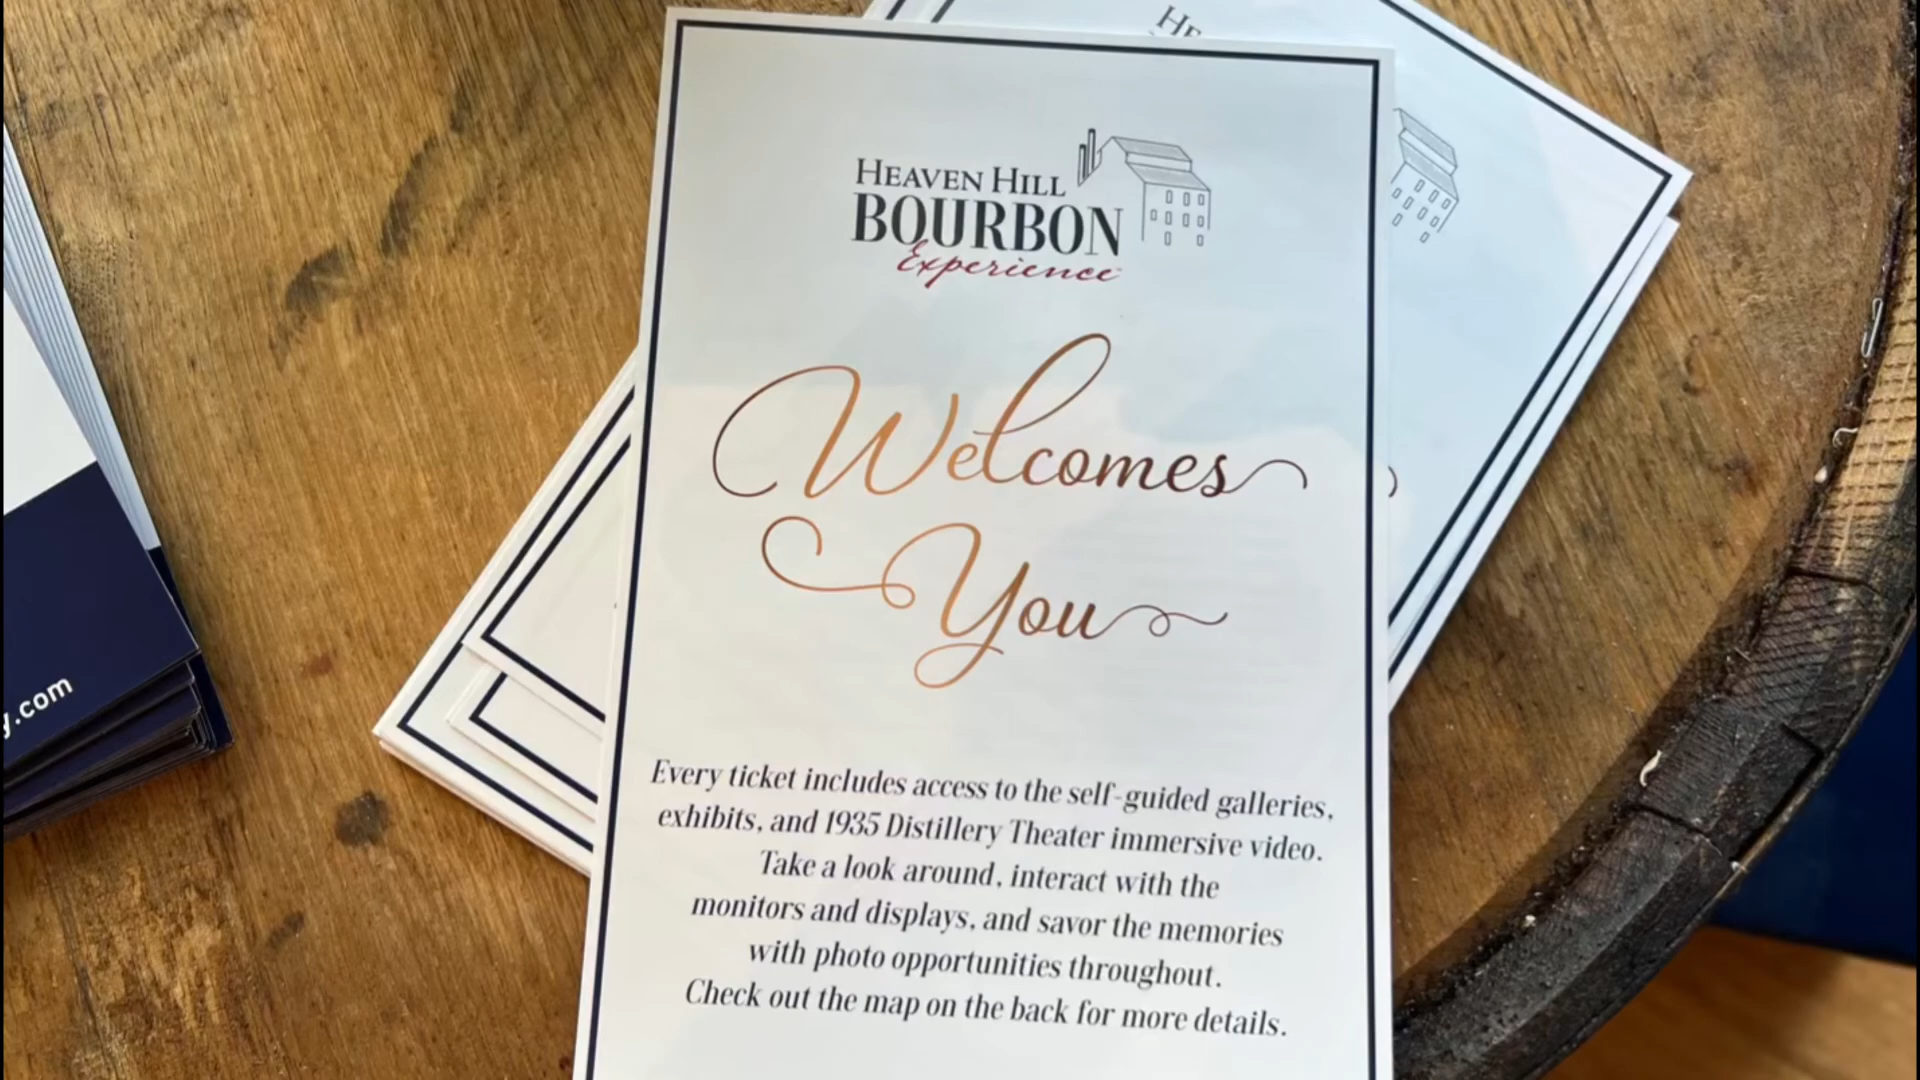 HEAVEN HILL
BOURBON
Experience
Welcomes
You
Every ticket includes access to the self-guided galleries,
exhibits, and 1935 Distillery Theater immersive video.
Take a look around, interact with the
monitors and displays, and savor the memories
with photo opportunities throughout.
Check out the map on the back for more details.
HE
y.com